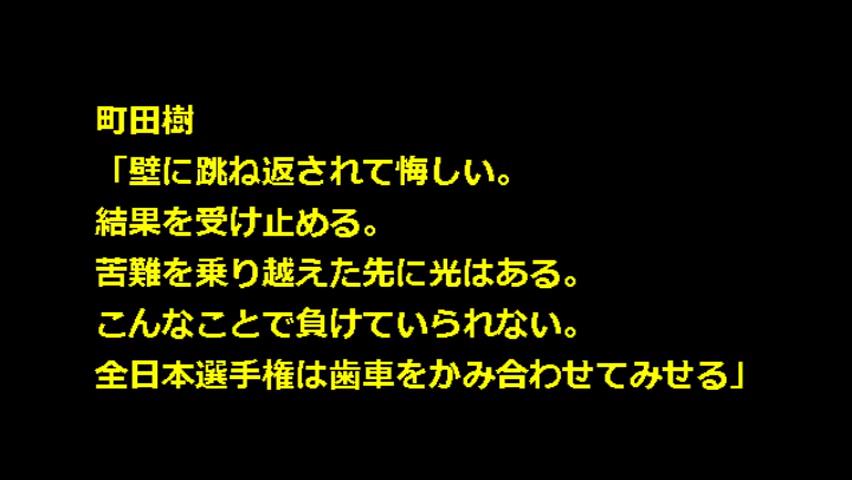 町田樹
「壁に跳ね返されて悔しい。
結果を受け止める。
苦難を乗り越えた先に光はある。
こんなことで負けていられない。
全日本選手権は歯車をかみ合わせてみせる」